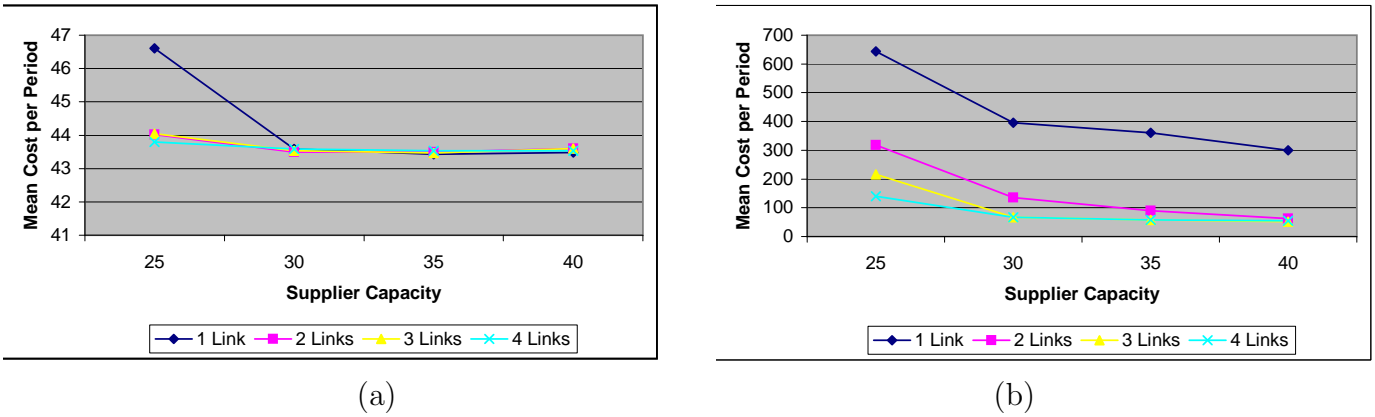 Mean Cost per Period
47
46
45
44
43
42
41
25 30 35 40
Supplier Capacity
1 Link 2 Links 3 Links 4 Links
(a)
Mean Cost per Period
700
600
500
400
300
200
100
0
25 30 35 40
Supplier Capacity
1 Link 2 Links 3 Links 4 Links
(b)